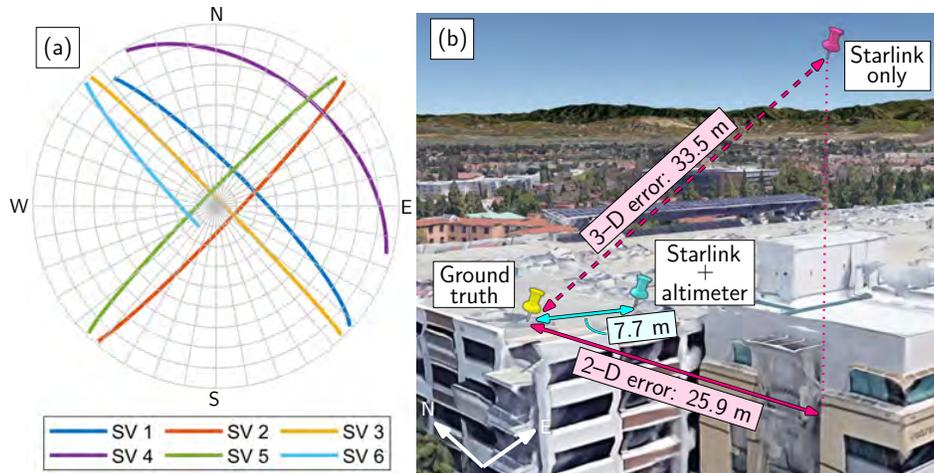 (a)
N
W
E
S
SV 1
SV 2
SV 3
SV 4
SV 5
SV 6
(b)
Starlink
only
3–D error: 33.5 m
Ground
truth
Starlink
+
altimeter
7.7 m
2–D error: 25.9 m
N
E